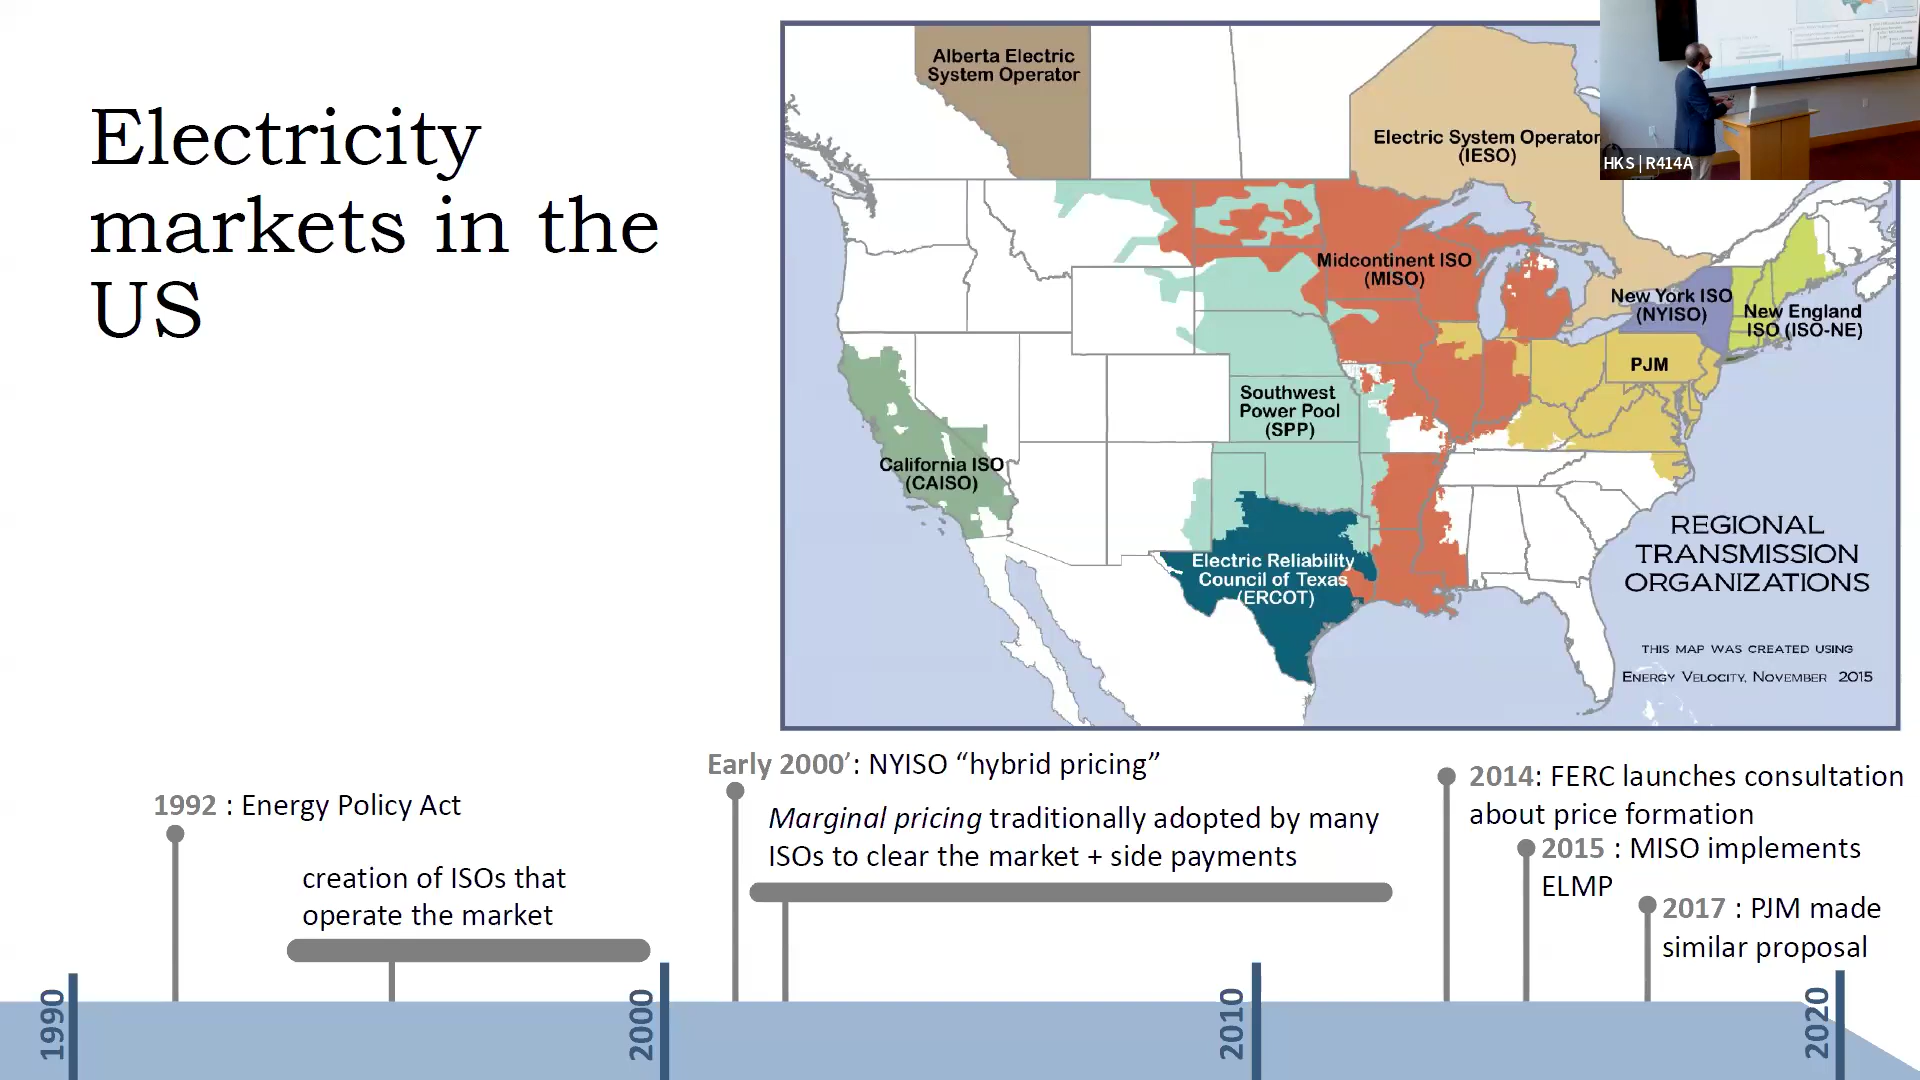 Electricity
markets in the
US
Alberta Electric
System Operator
Electric System Operator
(IESO)
HKS | R414A
Midcontinent ISO
(MISO)
New York ISO
(NYISO)
New England
ISO (ISO-NE)
PJM
Southwest
Power Pool
(SPP)
California ISO
(CAISO)
Electric Reliability
Council of Texas
(ERCOT)
REGIONAL
TRANSMISSION
ORGANIZATIONS
THIS MAP WAS CREATED USING
ENERGY VELOCITY, NOVEMBER 2015
1992 : Energy Policy Act
creation of ISOs that
operate the market
Early 2000’: NYISO “hybrid pricing”
Marginal pricing traditionally adopted by many
ISOs to clear the market + side payments
2014: FERC launches consultation
about price formation
2015 : MISO implements
ELMP
2017 : PJM made
similar proposal
1990
2000
2010
2020